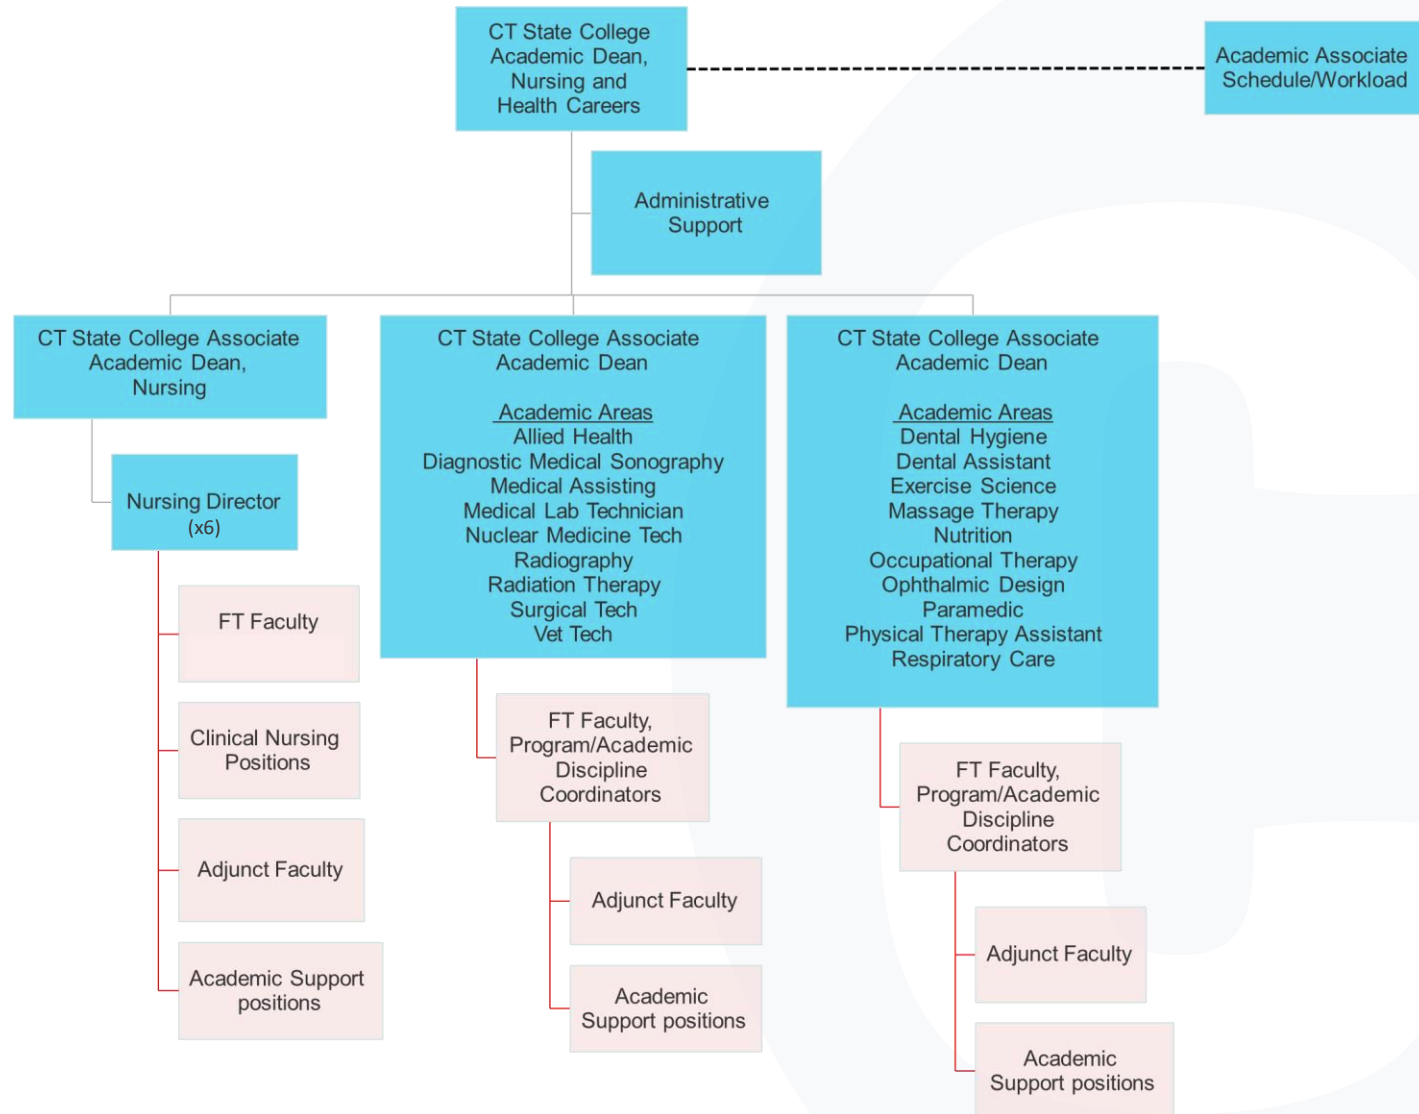 CT State College
Academic Dean,
Nursing and
Health Careers
Academic Associate
Schedule/Workload
Administrative
Support
CT State College Associate
Academic Dean,
Nursing
Nursing Director
(x6)
FT Faculty
Clinical Nursing
Positions
Adjunct Faculty
Academic Support
positions
CT State College Associate
Academic Dean
Academic Areas
Allied Health
Diagnostic Medical Sonography
Medical Assisting
Medical Lab Technician
Nuclear Medicine Tech
Radiography
Radiation Therapy
Surgical Tech
Vet Tech
FT Faculty,
Program/Academic
Discipline
Coordinators
Adjunct Faculty
Academic
Support positions
CT State College Associate
Academic Dean
Academic Areas
Dental Hygiene
Dental Assistant
Exercise Science
Massage Therapy
Nutrition
Occupational Therapy
Ophthalmic Design
Paramedic
Physical Therapy Assistant
Respiratory Care
FT Faculty,
Program/Academic
Discipline
Coordinators
Adjunct Faculty
Academic
Support positions